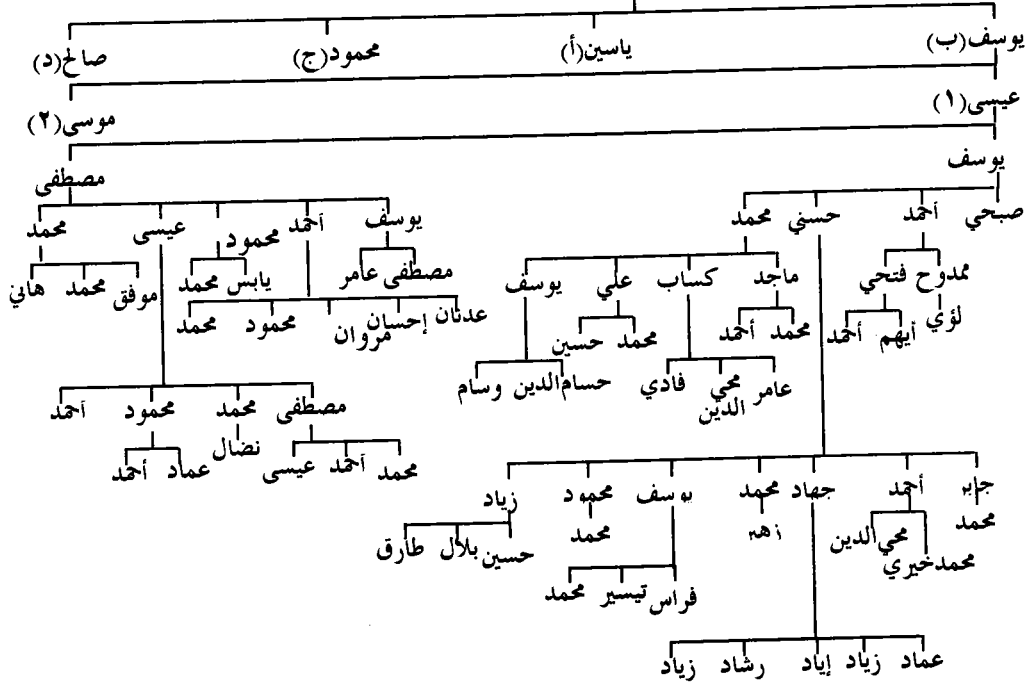 يوسف(ب) ياسين(أ) محمود(ج) صالح(د)
عيسى(١) موسى(٢)
يوسف مصطفى
صبحي أحمد حسني محمد يوسف أحمد محمود عيسى محمد
ممدوح فتحي ماجد كساب علي يوسف مصطفى عامر يابس محمد موفق محمد هاني
لؤي أيهم أحمد محمد أحمد محمد حسين عدنان إحسان مروان محمود محمد
عامر محي الدين فادي حسام الدين وسام مصطفى محمد محمود أحمد
محمد أحمد عيسى نضال عماد أحمد
جابر أحمد جهاد محمد يوسف محمود زياد
محمد محي الدين زهير محمد حسين بلال طارق
محمدخيري فراس تيسير محمد
عماد زياد إياد رشاد زياد